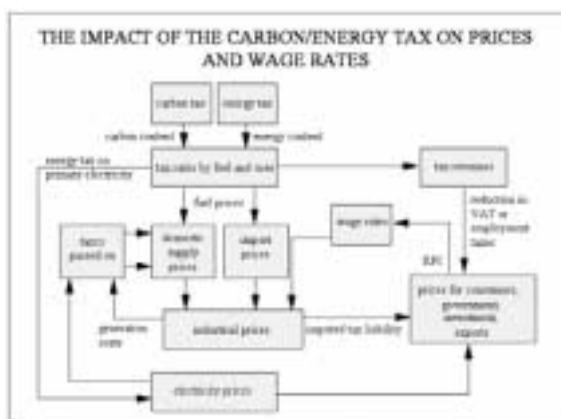 THE IMPACT OF THE CARBON/ENERGY TAX ON PRICES
AND WAGE RATES
carbon tax
energy tax
carbon content
energy content
energy tax on
primary electricity
tax rates by fuel and user
tax revenues
fuel prices
reduction in
VAT or
employment
taxes
wage rates
passed on
domestic
supply
prices
import
prices
RPI
prices for consumers,
government,
investment,
exports
generation
costs
industrial prices
imputed tax liability
electricity prices